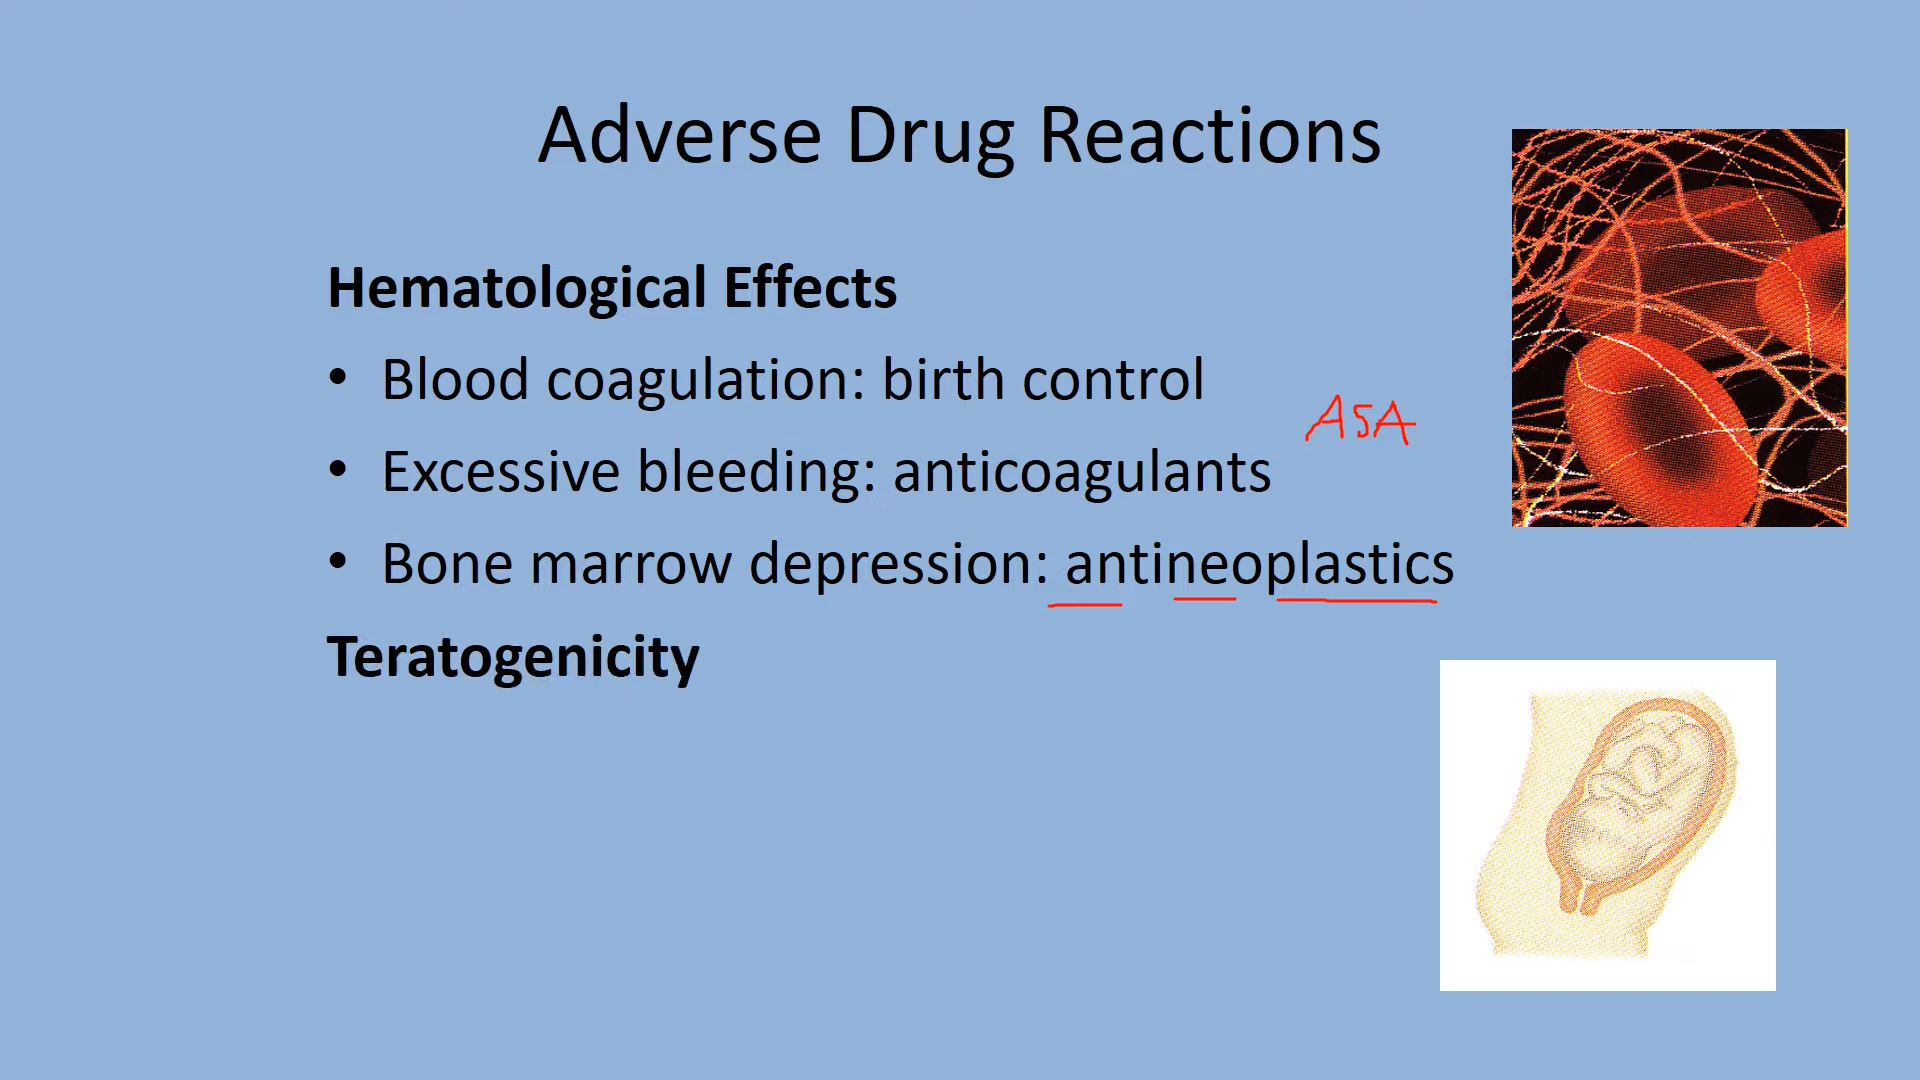 Adverse Drug Reactions
Hematological Effects
• Blood coagulation: birth control
ASA
• Excessive bleeding: anticoagulants
• Bone marrow depression: antineoplastics
Teratogenicity